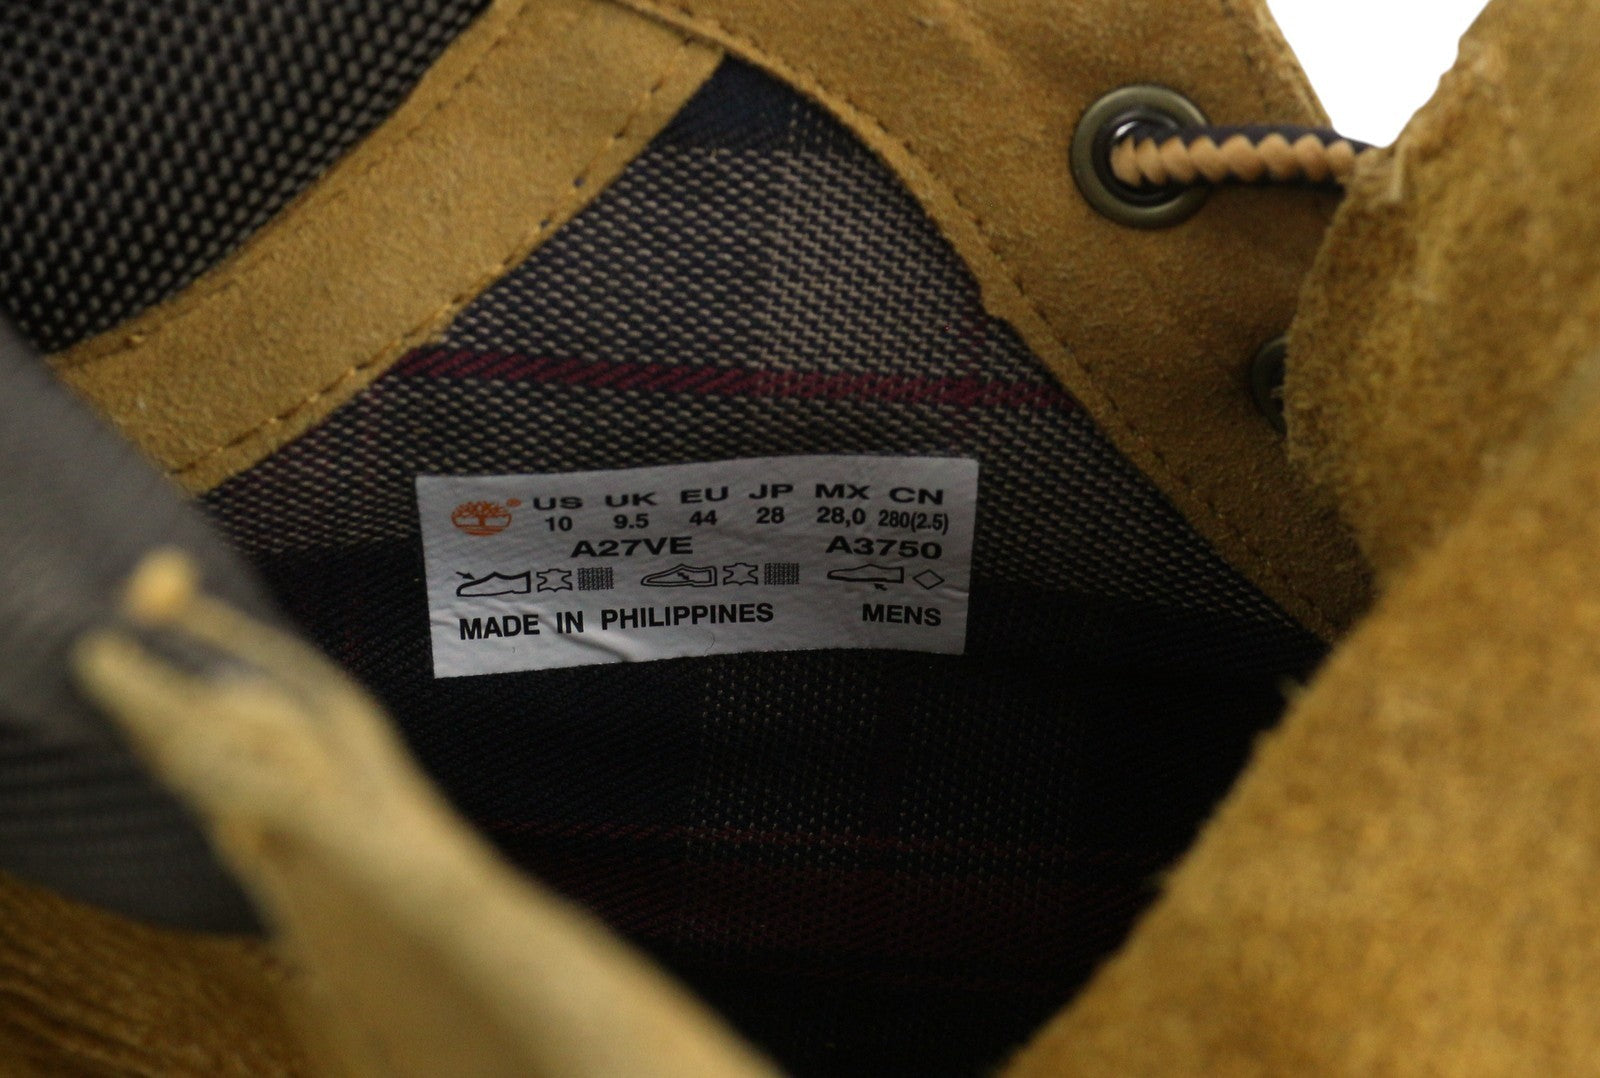 US UK EU JP MX CN
10 9.5 44 28 28,0 280(2.5)
A27VE A3750
MADE IN PHILIPPINES MENS